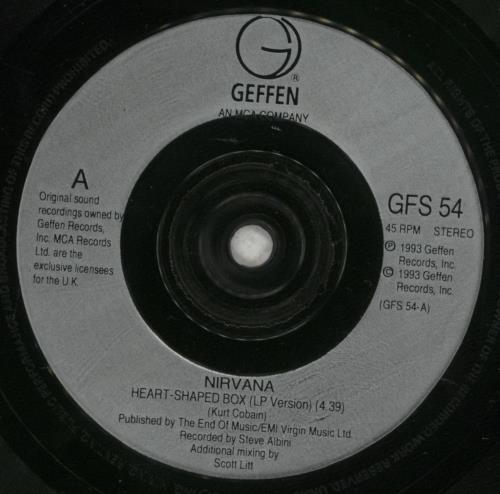 GEFFEN
AN MCA COMPANY
A
Original sound
recordings owned by
Geffen Records,
Inc. MCA Records
Ltd. are the
exclusive licensees
for the U.K.
GFS 54
45 RPM STEREO
Ⓟ 1993 Geffen
Records, Inc.
© 1993 Geffen
Records, Inc.
(GFS 54-A)
NIRVANA
HEART-SHAPED BOX (LP Version) (4.39)
(Kurt Cobain)
Published by The End Of Music/EMI Virgin Music Ltd.
Recorded by Steve Albini
Additional mixing by
Scott Litt